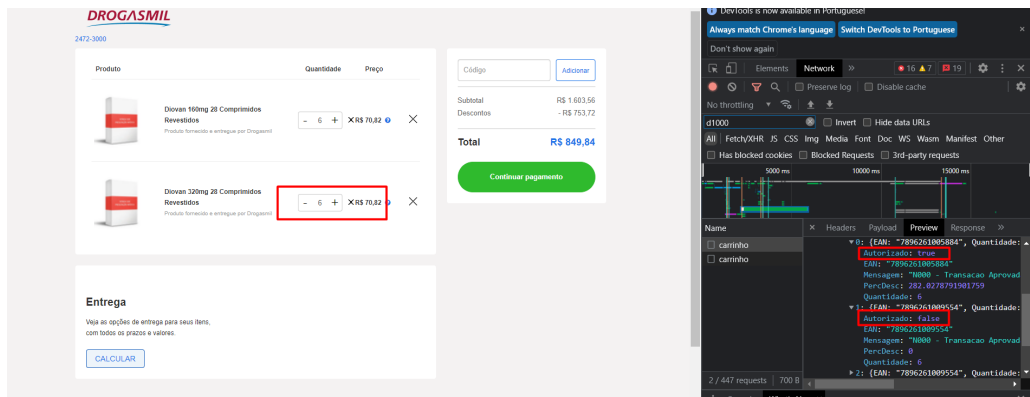 DROGASMIL
2472-3000
Produto Quantidade Preço
Diovan 160mg 28 Comprimidos
Revestidos
Produto fornecido e entregue por Drogasmil
- 6 + ×R$ 70,82 ?
Diovan 320mg 28 Comprimidos
Revestidos
Produto fornecido e entregue por Drogasmil
- 6 + ×R$ 70,82
Código Adicionar
Subtotal R$ 1.603,56
Descontos - R$ 753,72
Total R$ 849,84
Continuar pagamento
Entrega
Veja as opções de entrega para seus itens,
com todos os prazos e valores.
CALCULAR
DevTools is now available in Portuguese!
Always match Chrome's language Switch DevTools to Portuguese
Don't show again
Elements Network » 16 7 19
Preserve log Disable cache
No throttling
d1000 Invert Hide data URLs
All Fetch/XHR JS CSS Img Media Font Doc WS Wasm Manifest Other
Has blocked cookies Blocked Requests 3rd-party requests
5000 ms 10000 ms 15000 ms
Name × Headers Payload Preview Response »
carrinho
carrinho
▼0: {EAN: "7896261005884", Quantidade:
Autorizado: true
EAN: "7896261005884"
Mensagem: "N000 - Transacao Aprovad
PercDesc: 282.0278791901759
Quantidade: 6
▼1: {EAN: "7896261009554", Quantidade:
Autorizado: false
EAN: "7896261009554"
Mensagem: "N000 - Transacao Aprovad
PercDesc: 0
Quantidade: 6
▶2: {EAN: "7896261009554", Quantidade:
2 / 447 requests 700 B